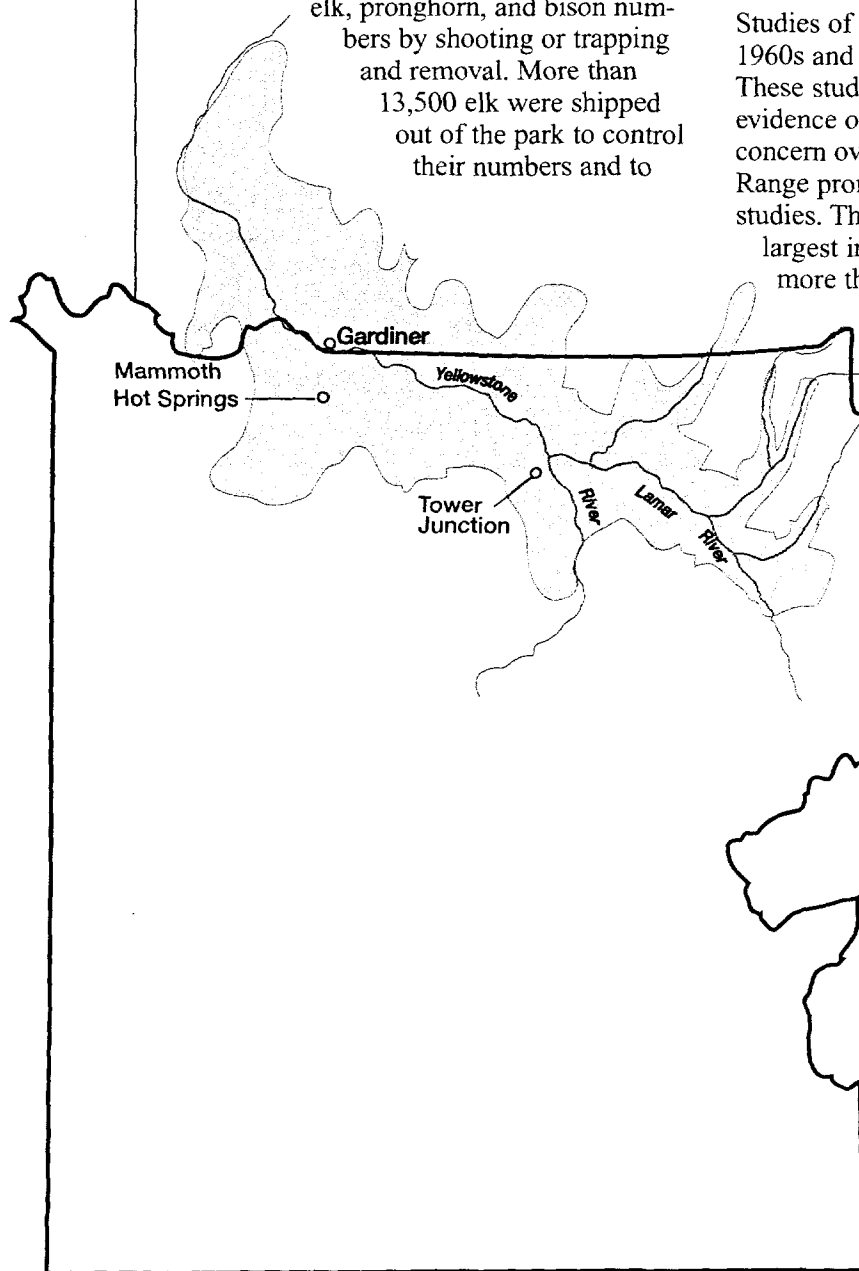 elk, pronghorn, and bison num-
bers by shooting or trapping
and removal. More than
13,500 elk were shipped
out of the park to control
their numbers and to
Studies of
1960s and
These stud
evidence o
concern ov
Range pro
studies. Th
largest i
more th
Gardiner
Mammoth
Hot Springs
Yellowstone
River
Tower
Junction
Lamar
River